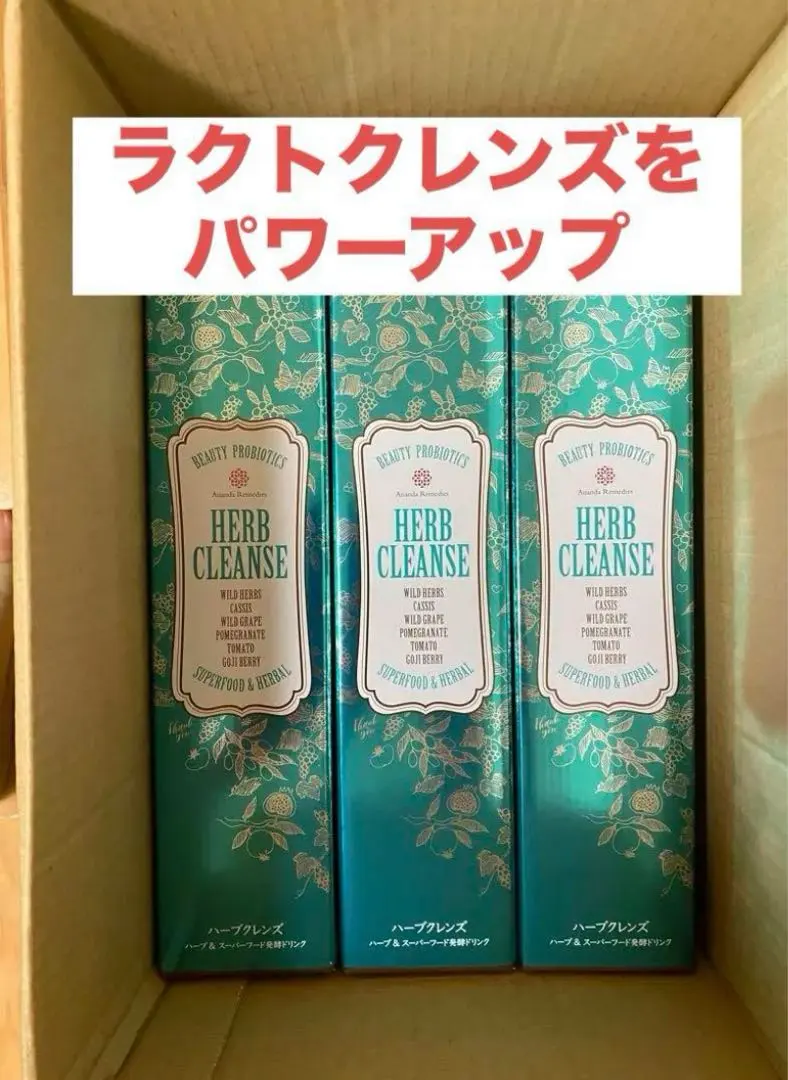 ラクトクレンズを
パワーアップ
BEAUTY PROBIOTICS
Ananda Remedies
HERB
CLEANSE
WILD HERBS
CASSIS
WILD GRAPE
POMEGRANATE
TOMATO
GOJI BERRY
SUPERFOOD & HERBAL
Thank
you
ハーブクレンズ
ハーブ & スーパーフード発酵ドリンク
BEAUTY PROBIOTICS
Ananda Remedies
HERB
CLEANSE
WILD HERBS
CASSIS
WILD GRAPE
POMEGRANATE
TOMATO
GOJI BERRY
SUPERFOOD & HERBAL
Thank
you
ハーブクレンズ
ハーブ & スーパーフード発酵ドリンク
BEAUTY PROBIOTICS
Ananda Remedies
HERB
CLEANSE
WILD HERBS
CASSIS
WILD GRAPE
POMEGRANATE
TOMATO
GOJI BERRY
SUPERFOOD & HERBAL
Thank
you
ハーブクレンズ
ハーブ & スーパーフード発酵ドリンク